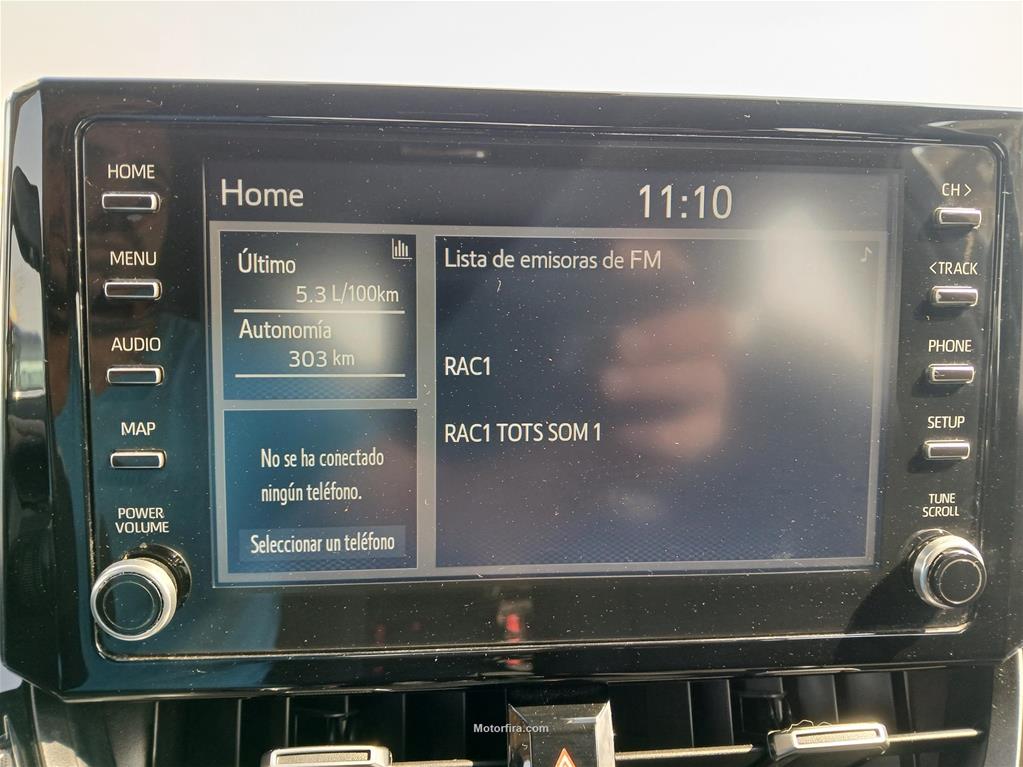 HOME
MENU
AUDIO
MAP
POWER
VOLUME
Home
11:10
Último
5.3 L/100km
Autonomía
303 km
No se ha conectado
ningún teléfono.
Seleccionar un teléfono
Lista de emisoras de FM
RAC1
RAC1 TOTS SOM 1
CH >
<TRACK
PHONE
SETUP
TUNE
SCROLL
Motorfira.com